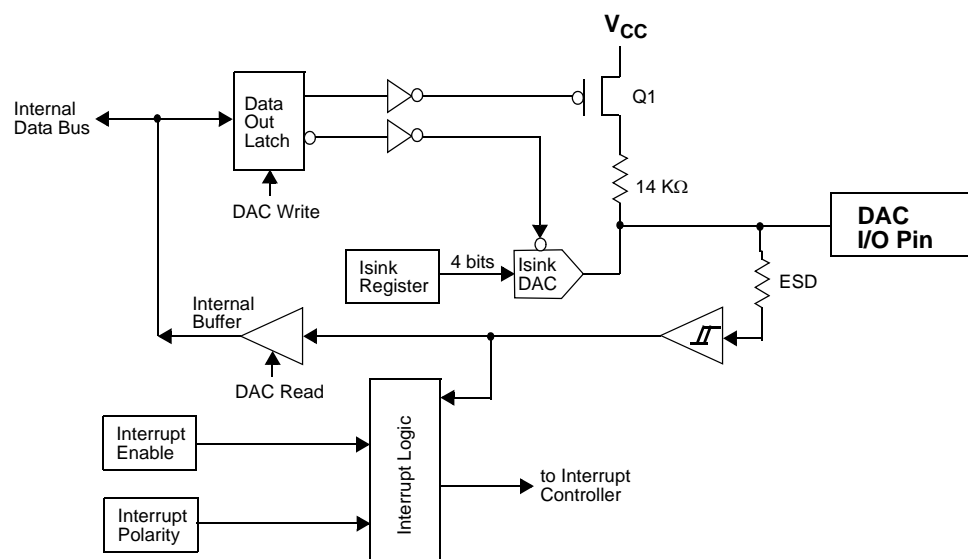 VCC
Q1
Internal
Data Bus
Data
Out
Latch
DAC Write
14 KΩ
DAC
I/O Pin
Isink
Register
4 bits
Isink
DAC
ESD
Internal
Buffer
DAC Read
Interrupt
Enable
Interrupt Logic
to Interrupt
Controller
Interrupt
Polarity